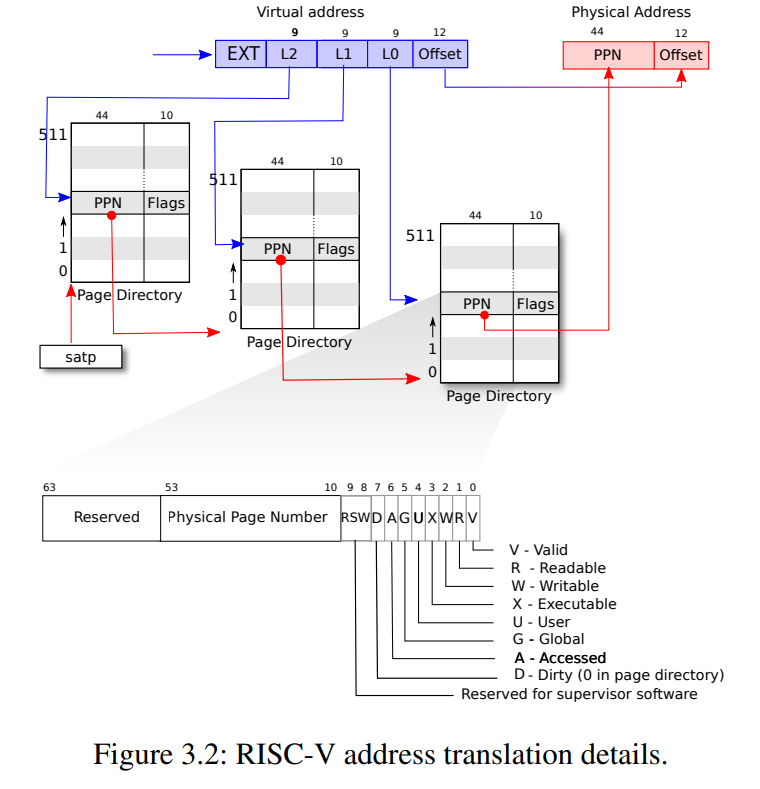 Virtual address
Physical Address
9 9 9 12
44 12
EXT L2 L1 L0 Offset
PPN Offset
44 10
511
PPN Flags
1
0
Page Directory
satp
44 10
511
PPN Flags
1
0
Page Directory
44 10
511
PPN Flags
1
0
Page Directory
63 53 10 9 8 7 6 5 4 3 2 1 0
Reserved Physical Page Number RSW D A G U X W R V
V - Valid
R - Readable
W - Writable
X - Executable
U - User
G - Global
A - Accessed
D - Dirty (0 in page directory)
Reserved for supervisor software
Figure 3.2: RISC-V address translation details.